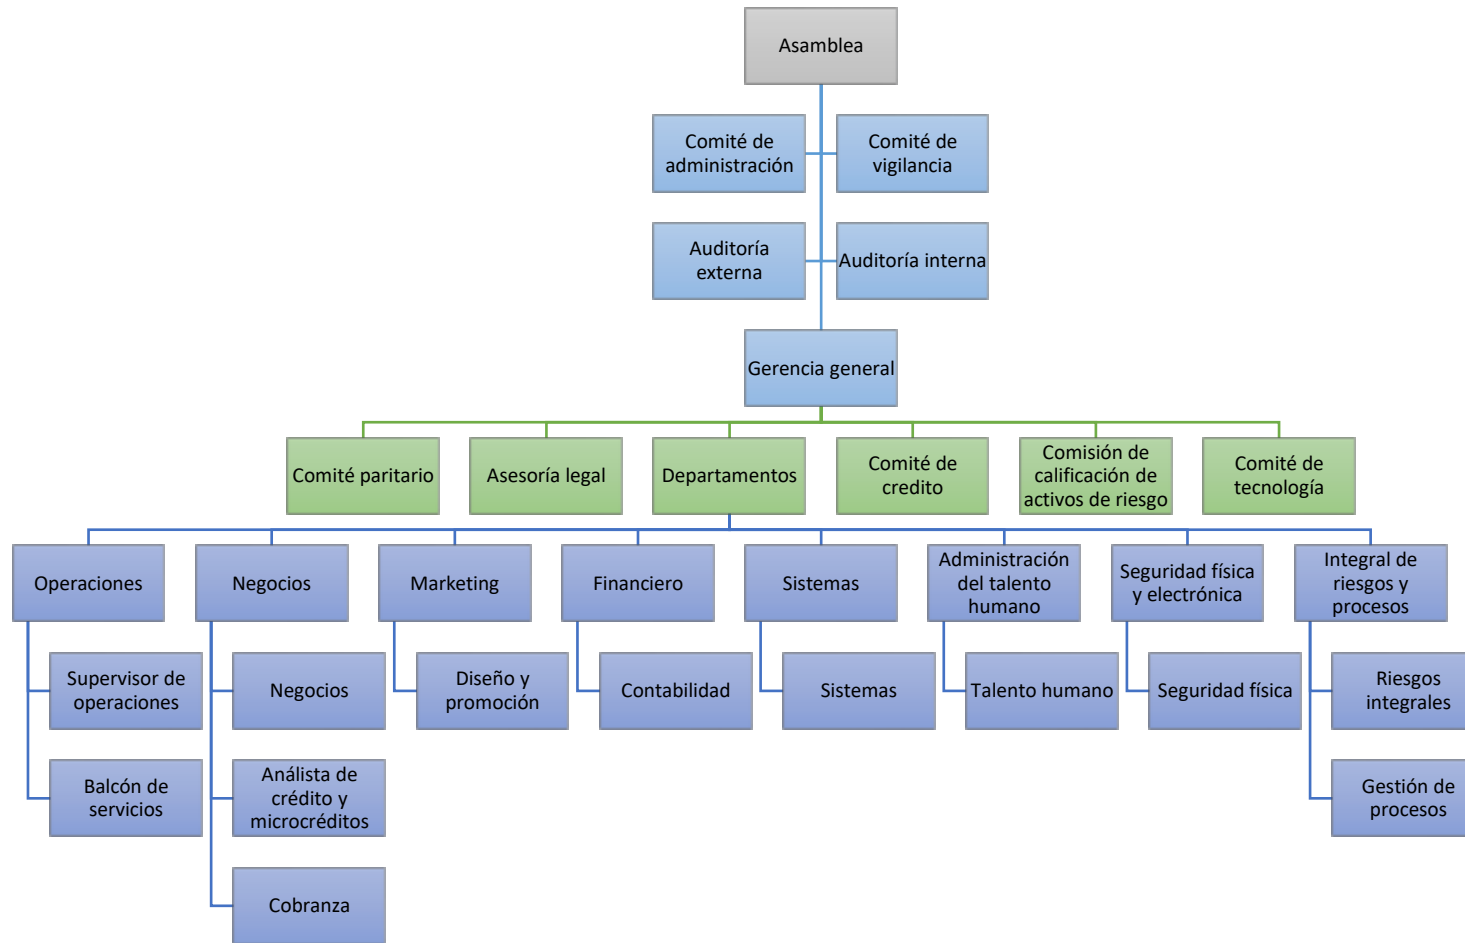 Asamblea
Comité de
administración
Comité de
vigilancia
Auditoría
externa
Auditoría interna
Gerencia general
Comité paritario
Asesoría legal
Departamentos
Comité de
credito
Comisión de
calificación de
activos de riesgo
Comité de
tecnología
Operaciones
Negocios
Marketing
Financiero
Sistemas
Administración
del talento
humano
Seguridad física
y electrónica
Integral de
riesgos y
procesos
Supervisor de
operaciones
Negocios
Diseño y
promoción
Contabilidad
Sistemas
Talento humano
Seguridad física
Riesgos
integrales
Balcón de
servicios
Análista de
crédito y
microcréditos
Gestión de
procesos
Cobranza